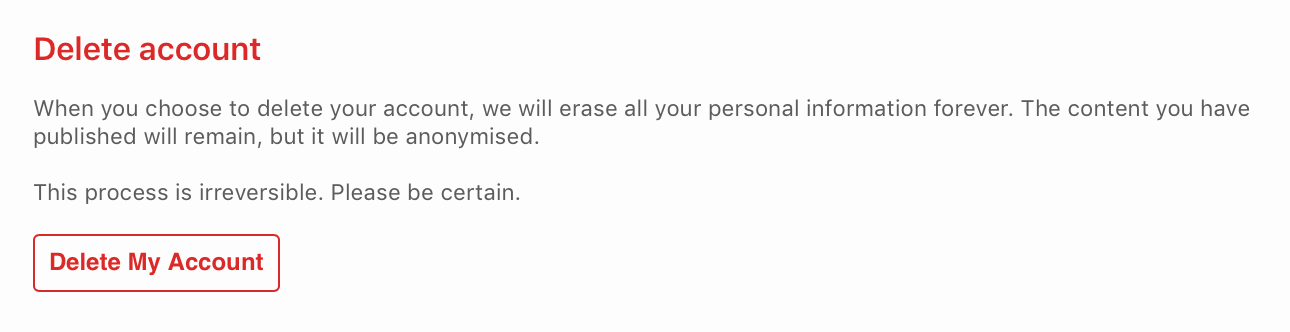 Delete account
When you choose to delete your account, we will erase all your personal information forever. The content you have
published will remain, but it will be anonymised.
This process is irreversible. Please be certain.
Delete My Account